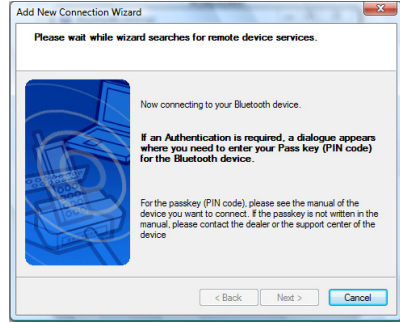 Add New Connection Wizard
Please wait while wizard searches for remote device services.
Now connecting to your Bluetooth device.
If an Authentication is required, a dialogue appears
where you need to enter your Pass key (PIN code)
for the Bluetooth device.
For the passkey (PIN code), please see the manual of the
device you want to connect. If the passkey is not written in the
manual, please contact the dealer or the support center of the
device
< Back Next > Cancel